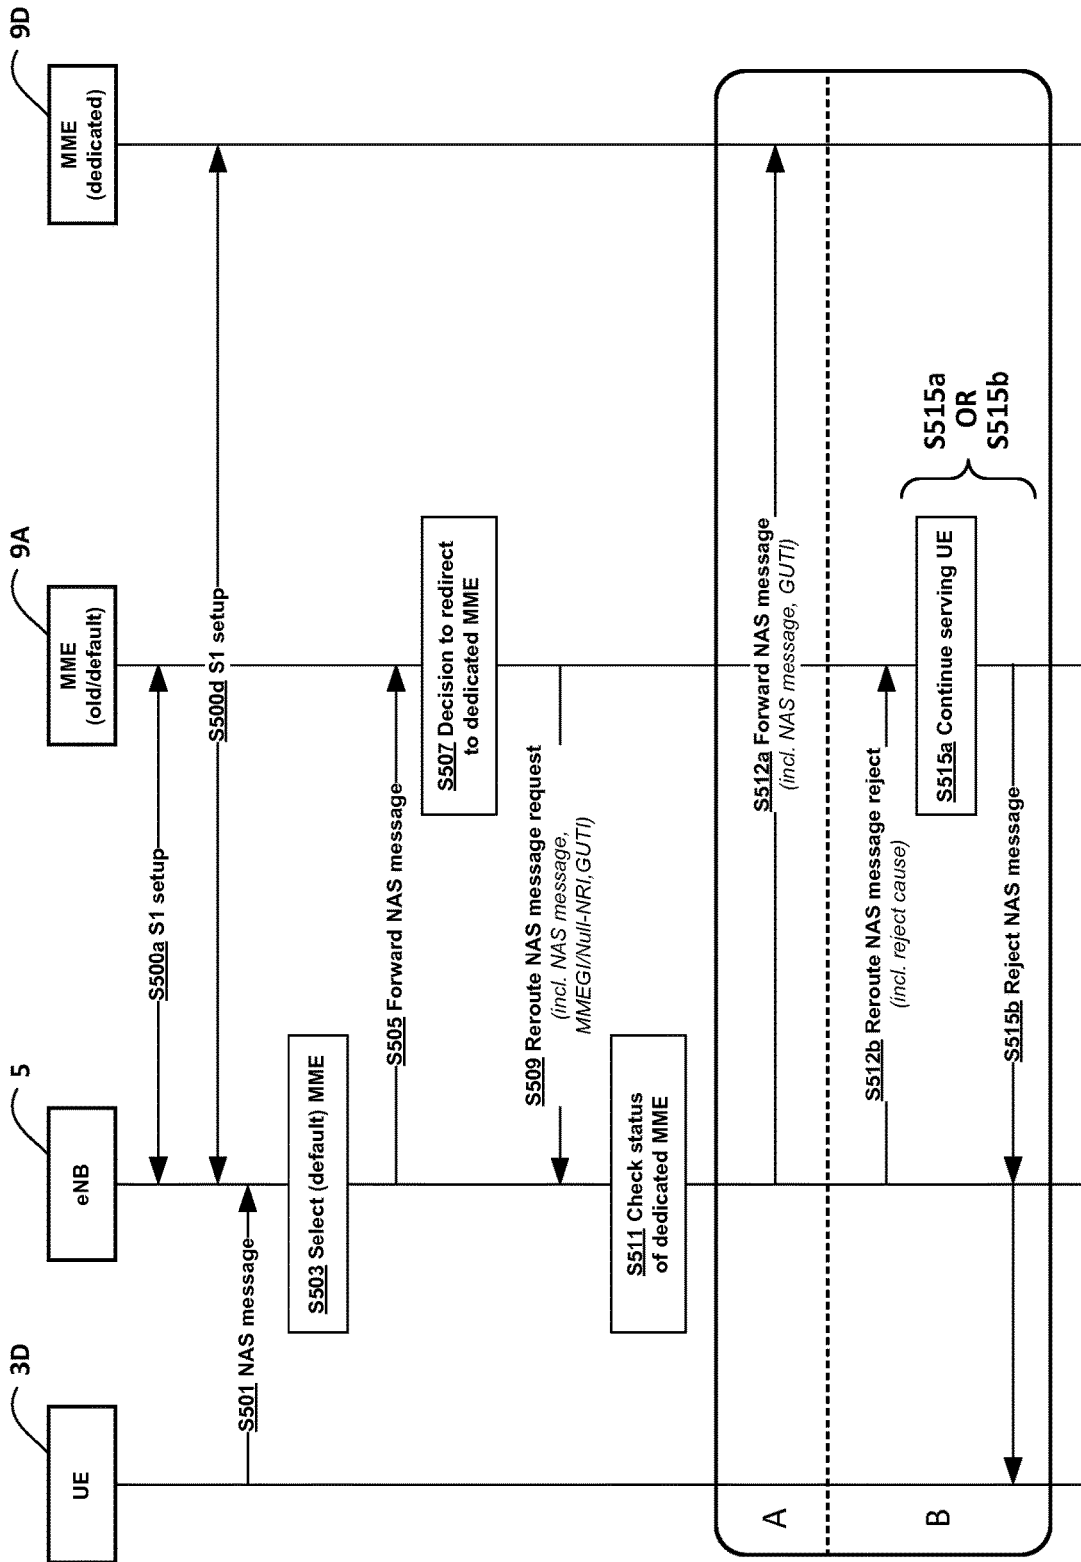 3D
5
9A
9D
UE
eNB
MME
(old/default)
MME
(dedicated)
S500a S1 setup
S500d S1 setup
S501 NAS message
S503 Select (default) MME
S505 Forward NAS message
S507 Decision to redirect
to dedicated MME
S509 Reroute NAS message request
(incl. NAS message,
MMEGI/Null-NRI,GUTI)
S511 Check status
of dedicated MME
A
S512a Forward NAS message
(incl. NAS message, GUTI)
B
S512b Reroute NAS message reject
(incl. reject cause)
S515a Continue serving UE
S515a
OR
S515b
S515b Reject NAS message